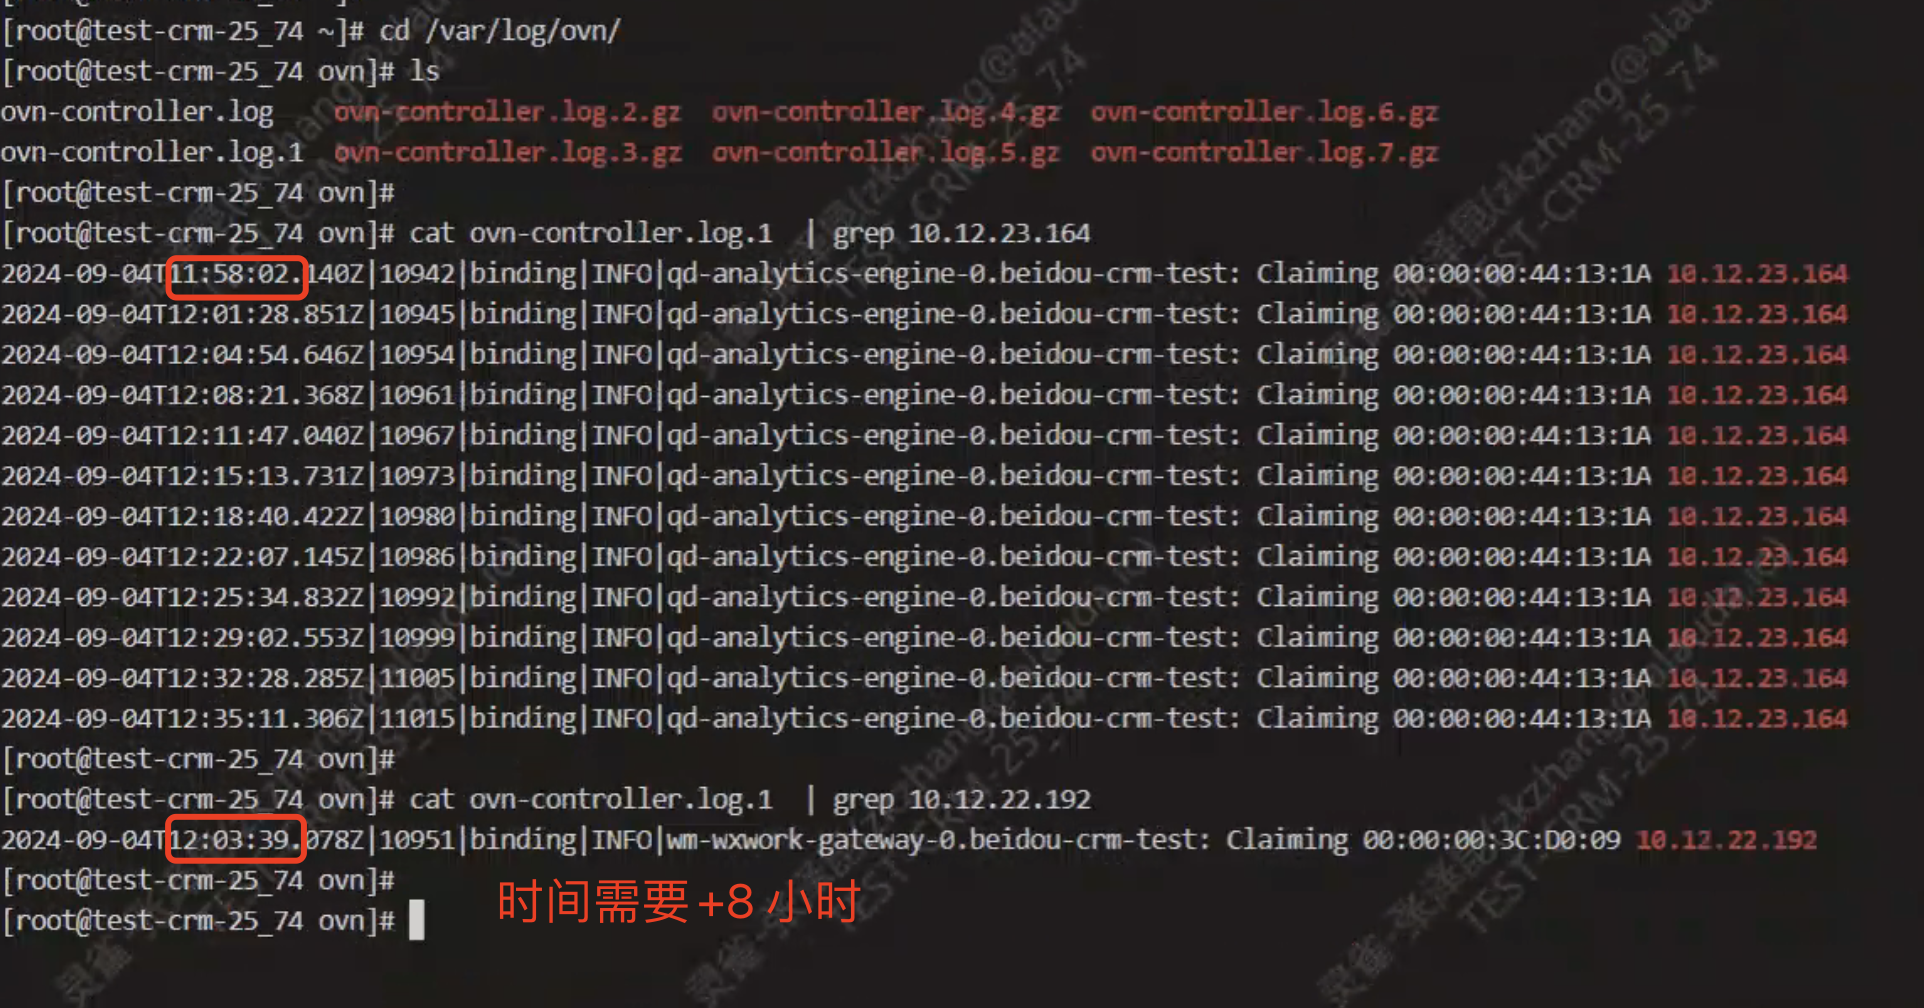 [root@test-crm-25_74 ~]# cd /var/log/ovn/
[root@test-crm-25_74 ovn]# ls
ovn-controller.log    ovn-controller.log.2.gz  ovn-controller.log.4.gz  ovn-controller.log.6.gz
ovn-controller.log.1  ovn-controller.log.3.gz  ovn-controller.log.5.gz  ovn-controller.log.7.gz
[root@test-crm-25_74 ovn]#
[root@test-crm-25_74 ovn]# cat ovn-controller.log.1  | grep 10.12.23.164
2024-09-04T11:58:02.140Z|10942|binding|INFO|qd-analytics-engine-0.beidou-crm-test: Claiming 00:00:00:44:13:1A 10.12.23.164
2024-09-04T12:01:28.851Z|10945|binding|INFO|qd-analytics-engine-0.beidou-crm-test: Claiming 00:00:00:44:13:1A 10.12.23.164
2024-09-04T12:04:54.646Z|10954|binding|INFO|qd-analytics-engine-0.beidou-crm-test: Claiming 00:00:00:44:13:1A 10.12.23.164
2024-09-04T12:08:21.368Z|10961|binding|INFO|qd-analytics-engine-0.beidou-crm-test: Claiming 00:00:00:44:13:1A 10.12.23.164
2024-09-04T12:11:47.040Z|10967|binding|INFO|qd-analytics-engine-0.beidou-crm-test: Claiming 00:00:00:44:13:1A 10.12.23.164
2024-09-04T12:15:13.731Z|10973|binding|INFO|qd-analytics-engine-0.beidou-crm-test: Claiming 00:00:00:44:13:1A 10.12.23.164
2024-09-04T12:18:40.422Z|10980|binding|INFO|qd-analytics-engine-0.beidou-crm-test: Claiming 00:00:00:44:13:1A 10.12.23.164
2024-09-04T12:22:07.145Z|10986|binding|INFO|qd-analytics-engine-0.beidou-crm-test: Claiming 00:00:00:44:13:1A 10.12.23.164
2024-09-04T12:25:34.832Z|10992|binding|INFO|qd-analytics-engine-0.beidou-crm-test: Claiming 00:00:00:44:13:1A 10.12.23.164
2024-09-04T12:29:02.553Z|10999|binding|INFO|qd-analytics-engine-0.beidou-crm-test: Claiming 00:00:00:44:13:1A 10.12.23.164
2024-09-04T12:32:28.285Z|11005|binding|INFO|qd-analytics-engine-0.beidou-crm-test: Claiming 00:00:00:44:13:1A 10.12.23.164
2024-09-04T12:35:11.306Z|11015|binding|INFO|qd-analytics-engine-0.beidou-crm-test: Claiming 00:00:00:44:13:1A 10.12.23.164
[root@test-crm-25_74 ovn]#
[root@test-crm-25_74 ovn]# cat ovn-controller.log.1  | grep 10.12.22.192
2024-09-04T12:03:39.078Z|10951|binding|INFO|wm-wxwork-gateway-0.beidou-crm-test: Claiming 00:00:00:3C:D0:09 10.12.22.192
[root@test-crm-25_74 ovn]#
时间需要+8 小时
[root@test-crm-25_74 ovn]#